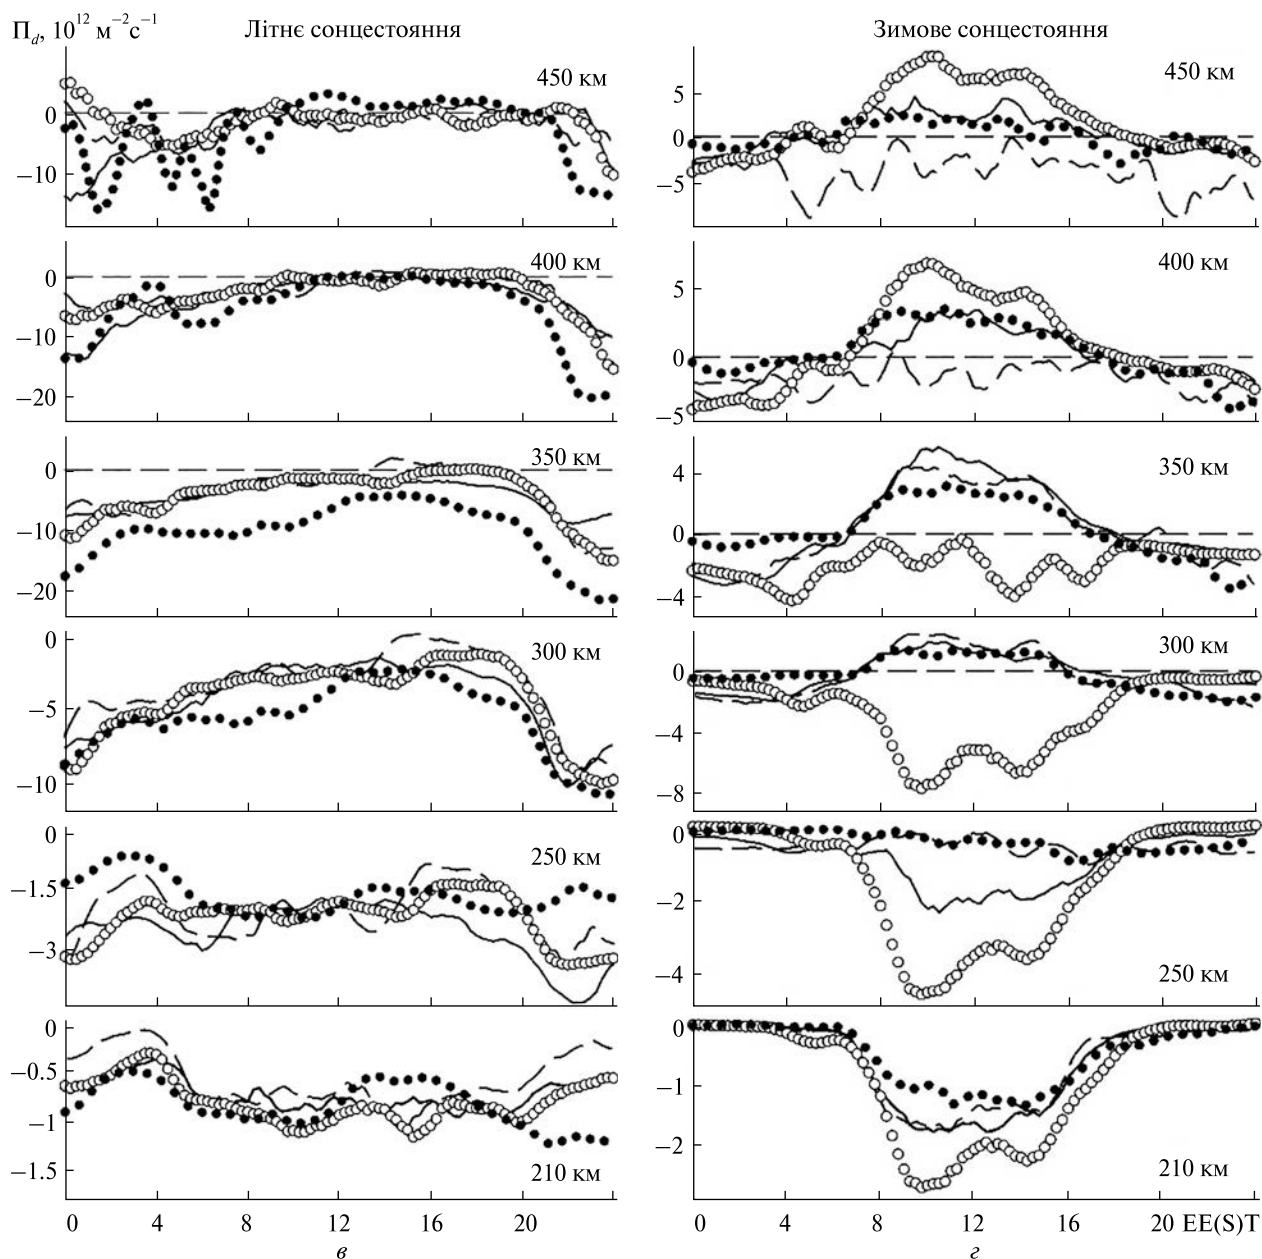 П_d, 10^12 м^−2с^−1
Літнє сонцестояння
Зимове сонцестояння
450 км
0
−10
450 км
5
0
−5
400 км
0
−10
−20
400 км
5
0
−5
350 км
0
−10
−20
350 км
4
0
−4
300 км
0
−5
−10
300 км
0
−4
−8
250 км
0
−1.5
−3
250 км
0
−2
−4
210 км
0
−0.5
−1
−1.5
210 км
0
−1
−2
0 4 8 12 16 20
0 4 8 12 16 20 EE(S)T
в
г